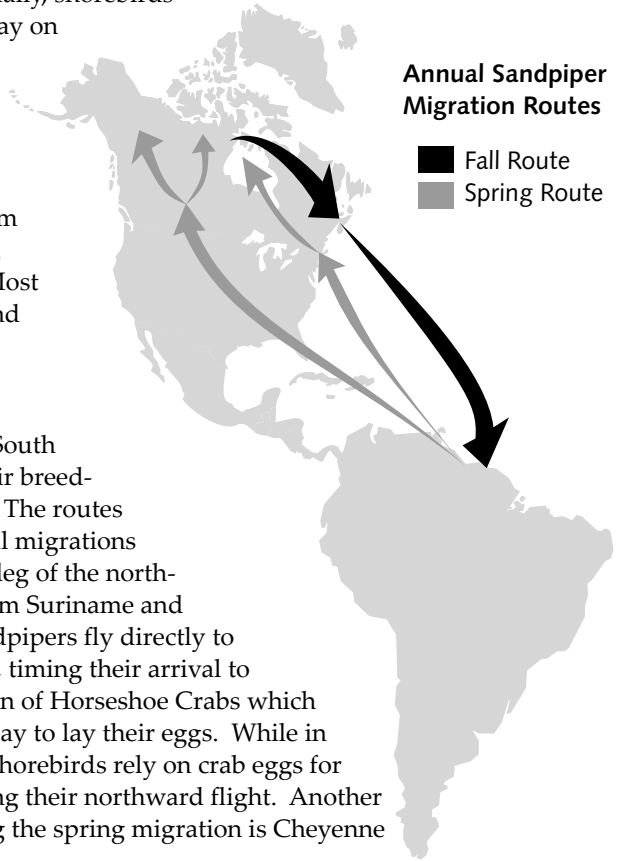 shorebirds
ay on
Annual Sandpiper
Migration Routes
Fall Route
Spring Route
m
Most
nd
South
ir breed-
The routes
l migrations
leg of the north-
m Suriname and
dpipers fly directly to
timing their arrival to
n of Horseshoe Crabs which
ay to lay their eggs. While in
horebirds rely on crab eggs for
ng their northward flight. Another
g the spring migration is Cheyenne